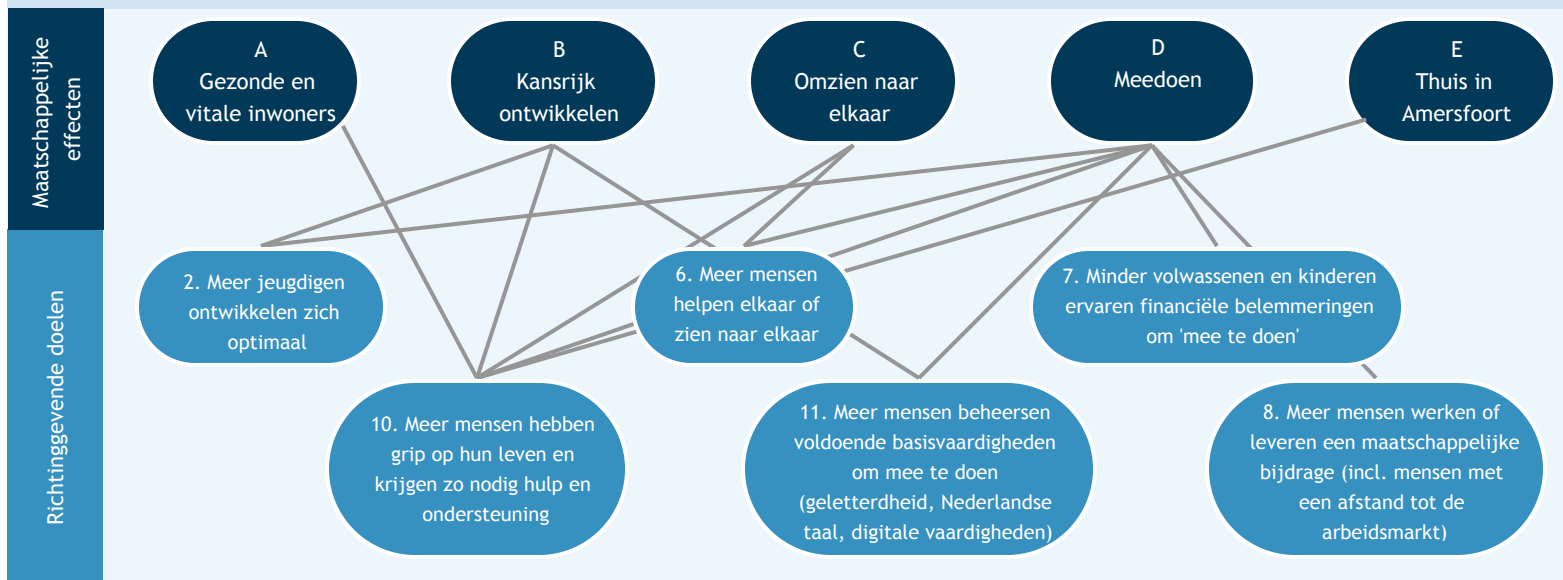 Maatschappelijke
effecten
A
Gezonde en
vitale inwoners
B
Kansrijk
ontwikkelen
C
Omzien naar
elkaar
D
Meedoen
E
Thuis in
Amersfoort
Richtinggevende doelen
2. Meer jeugdigen
ontwikkelen zich
optimaal
6. Meer mensen
helpen elkaar of
zien naar elkaar
7. Minder volwassenen en kinderen
ervaren financiële belemmeringen
om 'mee te doen'
10. Meer mensen hebben
grip op hun leven en
krijgen zo nodig hulp en
ondersteuning
11. Meer mensen beheersen
voldoende basisvaardigheden
om mee te doen
(geletterdheid, Nederlandse
taal, digitale vaardigheden)
8. Meer mensen werken of
leveren een maatschappelijke
bijdrage (incl. mensen met
een afstand tot de
arbeidsmarkt)